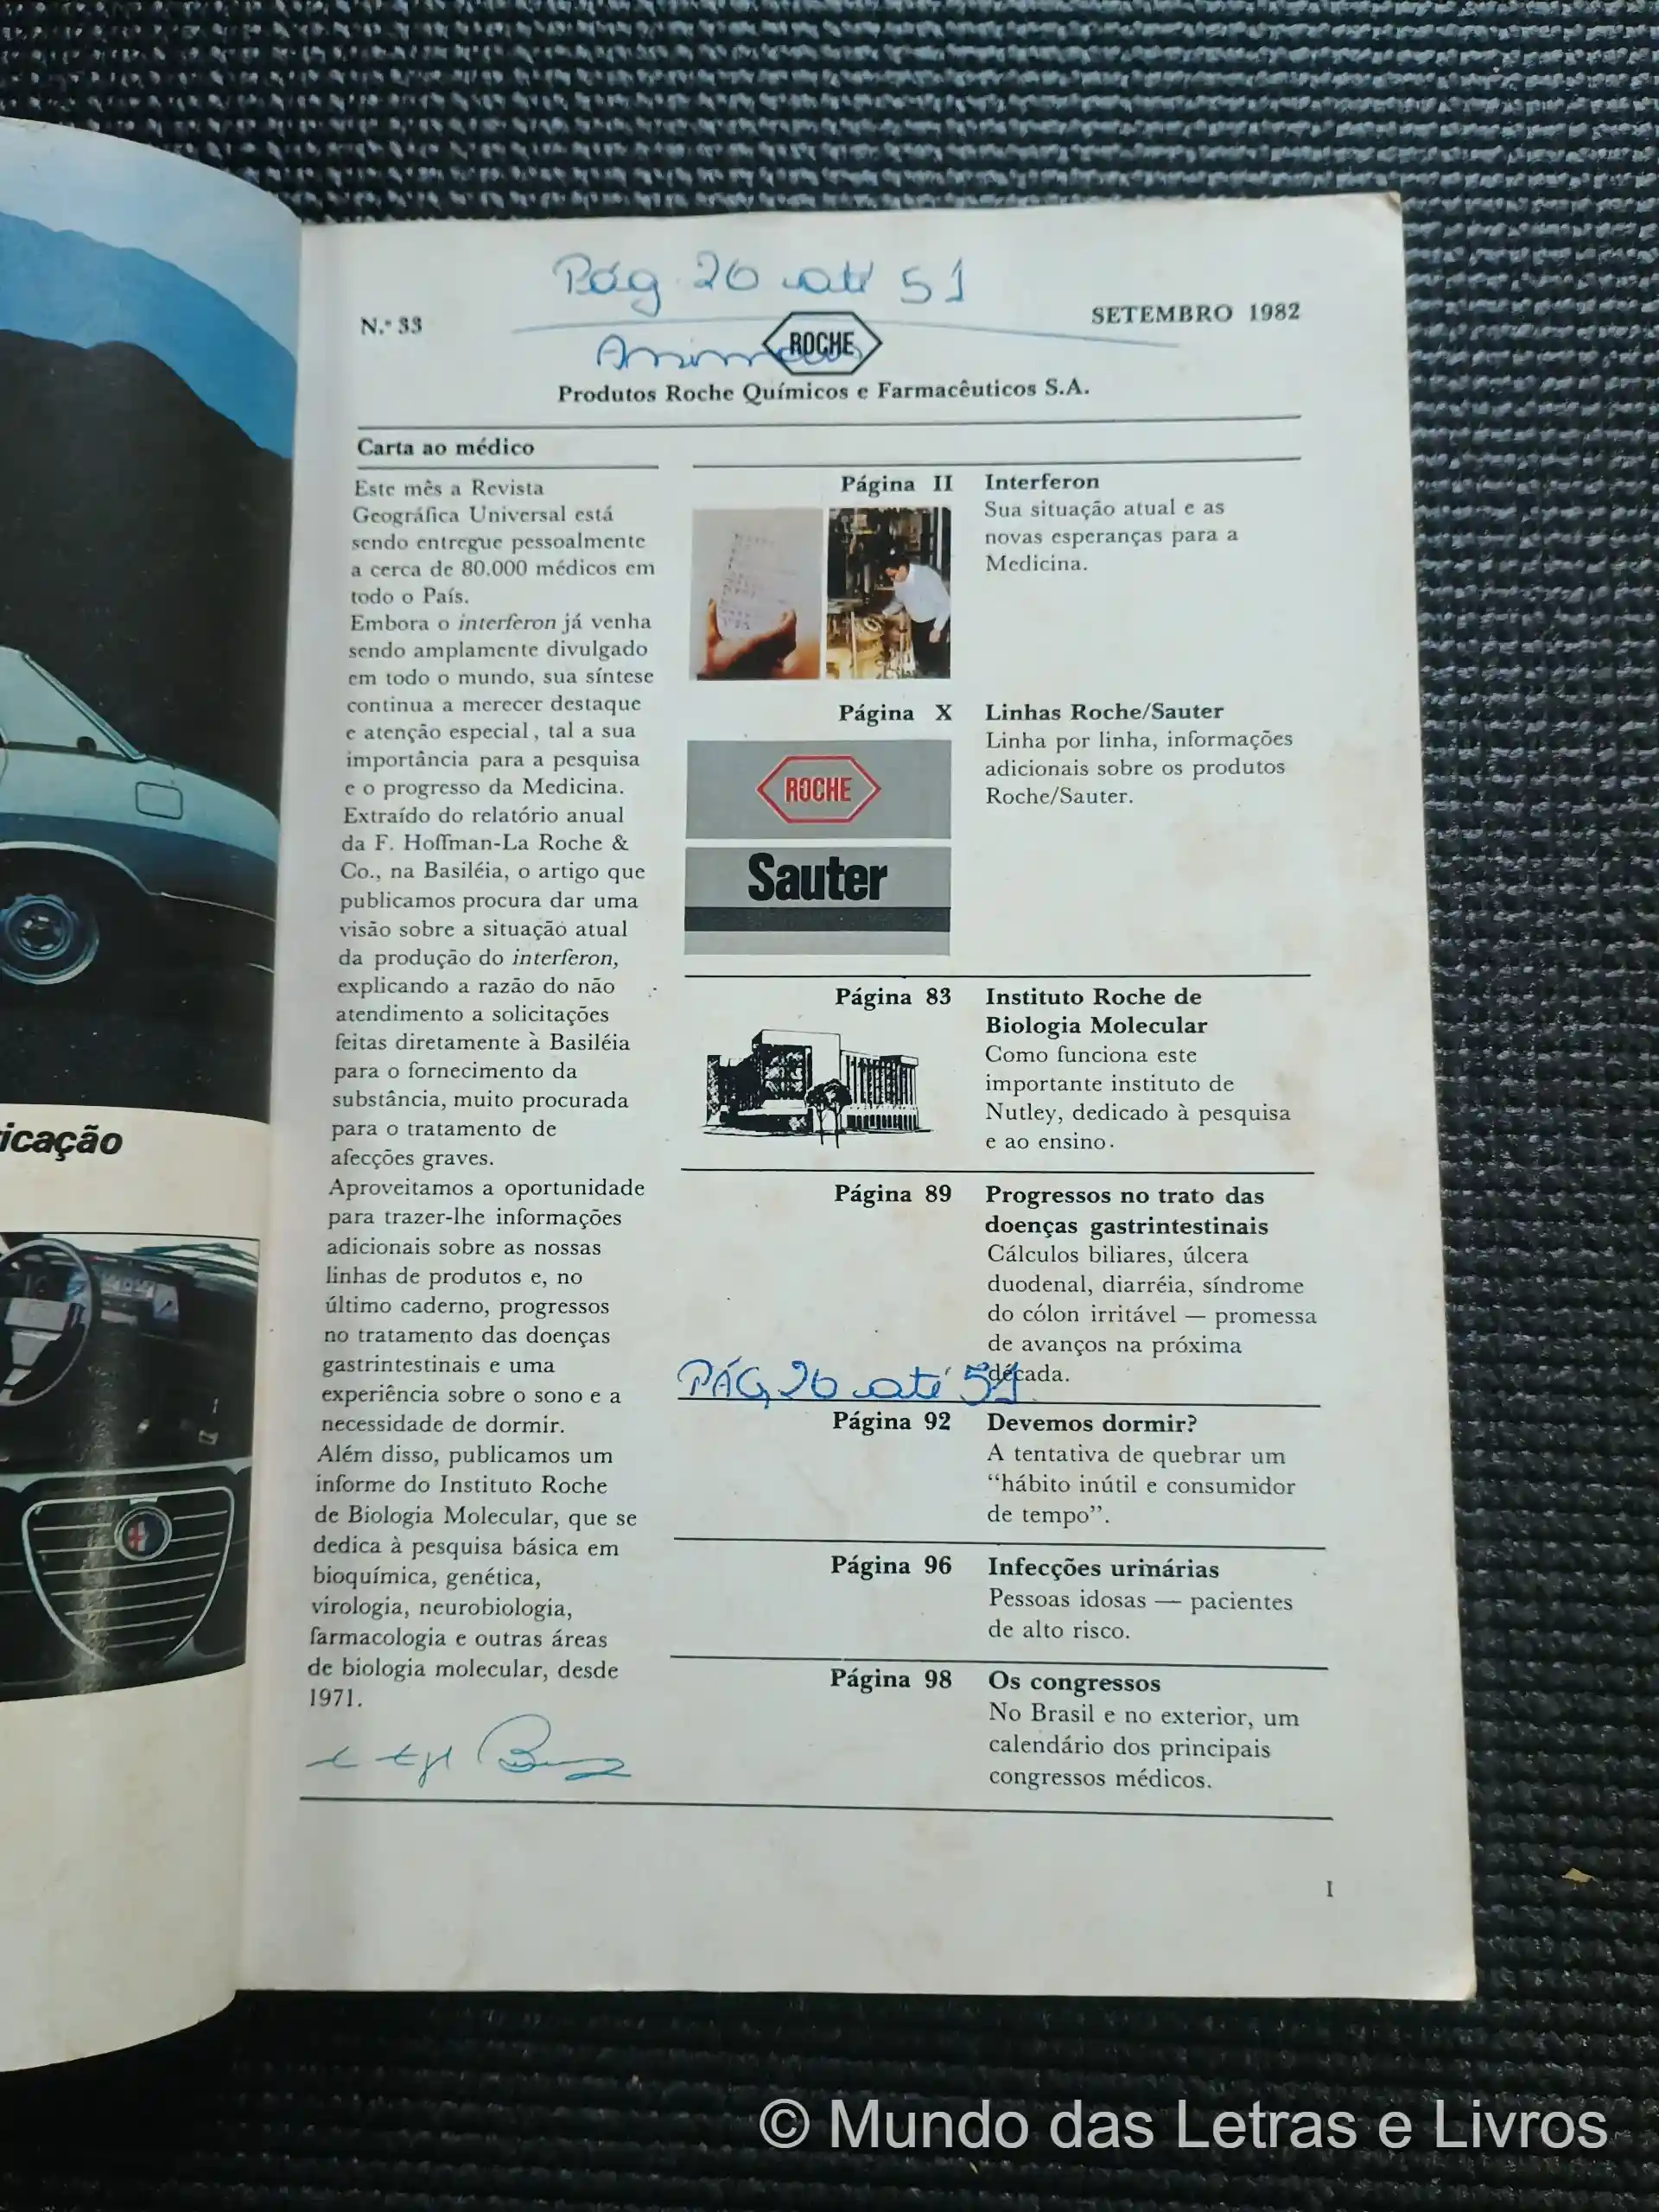 Pág 26 até 51
N.º 33
SETEMBRO 1982
ROCHE
Produtos Roche Químicos e Farmacêuticos S.A.
Carta ao médico
Este mês a Revista
Geográfica Universal está
sendo entregue pessoalmente
a cerca de 80.000 médicos em
todo o País.
Embora o interferon já venha
sendo amplamente divulgado
em todo o mundo, sua síntese
continua a merecer destaque
e atenção especial, tal a sua
importância para a pesquisa
e o progresso da Medicina.
Extraído do relatório anual
da F. Hoffman-La Roche &
Co., na Basiléia, o artigo que
publicamos procura dar uma
visão sobre a situação atual
da produção do interferon,
explicando a razão do não
atendimento a solicitações
feitas diretamente à Basiléia
para o fornecimento da
substância, muito procurada
para o tratamento de
afecções graves.
Aproveitamos a oportunidade
para trazer-lhe informações
adicionais sobre as nossas
linhas de produtos e, no
último caderno, progressos
no tratamento das doenças
gastrintestinais e uma
experiência sobre o sono e a
necessidade de dormir.
Além disso, publicamos um
informe do Instituto Roche
de Biologia Molecular, que se
dedica à pesquisa básica em
bioquímica, genética,
virologia, neurobiologia,
farmacologia e outras áreas
de biologia molecular, desde
1971.
Página II
Interferon
Sua situação atual e as
novas esperanças para a
Medicina.
Página X
Linhas Roche/Sauter
Linha por linha, informações
adicionais sobre os produtos
Roche/Sauter.
ROCHE
Sauter
Página 83
Instituto Roche de
Biologia Molecular
Como funciona este
importante instituto de
Nutley, dedicado à pesquisa
e ao ensino.
Página 89
Progressos no trato das
doenças gastrintestinais
Cálculos biliares, úlcera
duodenal, diarréia, síndrome
do cólon irritável — promessa
de avanços na próxima
década.
PÁG 26 até 51
Página 92
Devemos dormir?
A tentativa de quebrar um
“hábito inútil e consumidor
de tempo”.
Página 96
Infecções urinárias
Pessoas idosas — pacientes
de alto risco.
Página 98
Os congressos
No Brasil e no exterior, um
calendário dos principais
congressos médicos.
I
icação
© Mundo das Letras e Livros